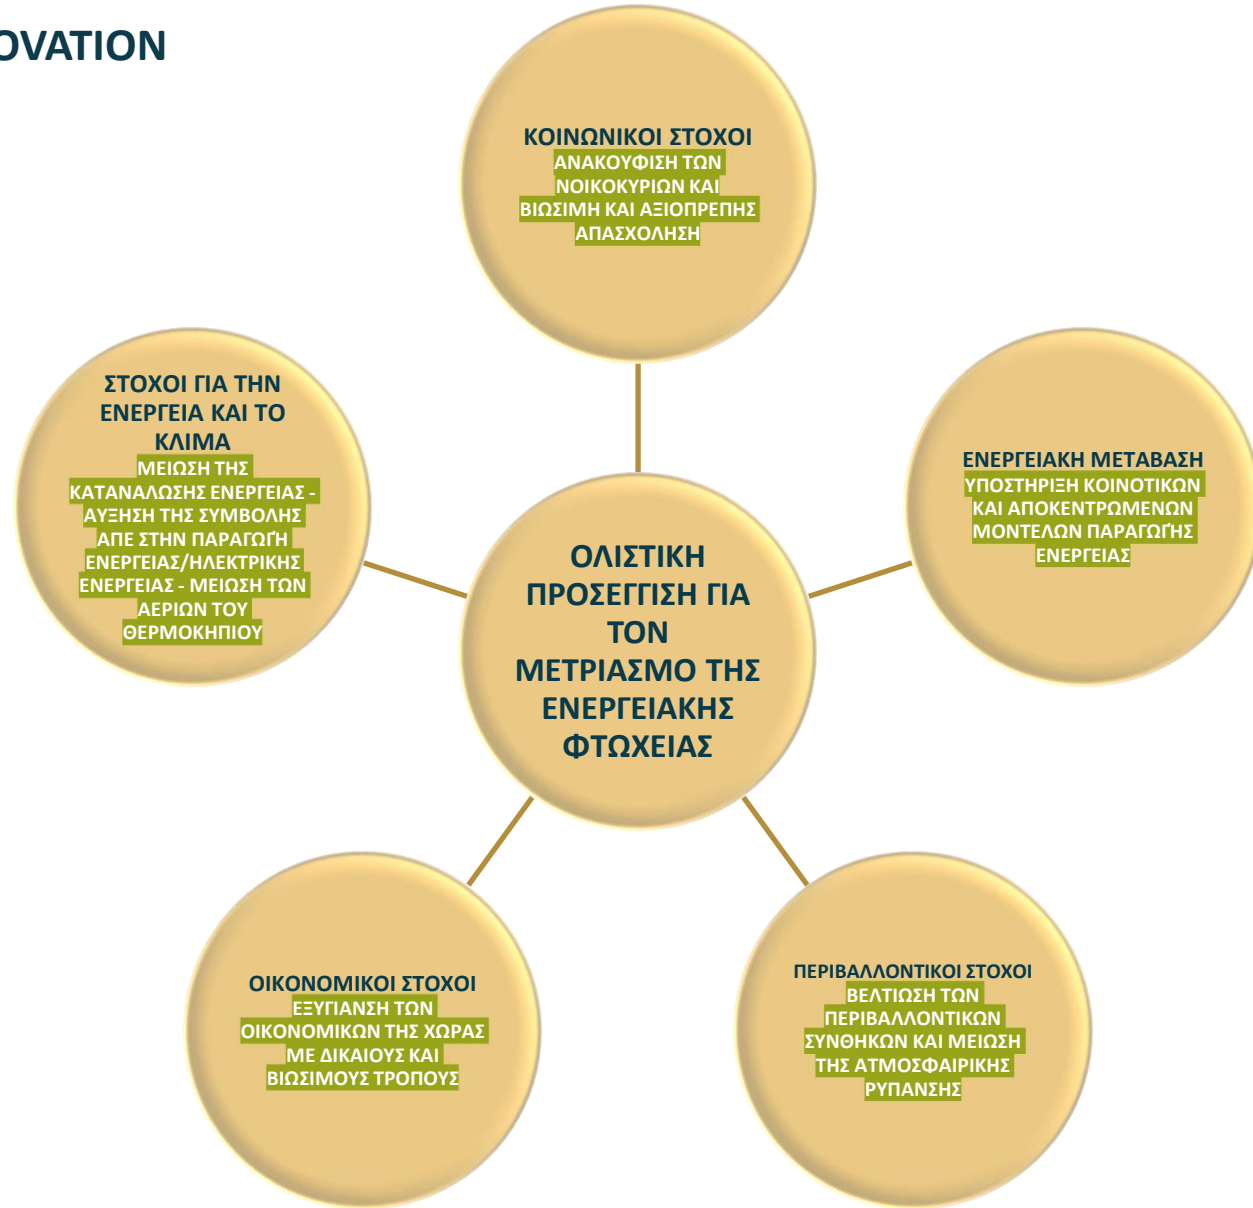 OVATION
ΚΟΙΝΩΝΙΚΟΙ ΣΤΟΧΟΙ
ΑΝΑΚΟΥΦΙΣΗ ΤΩΝ
ΝΟΙΚΟΚΥΡΙΩΝ ΚΑΙ
ΒΙΩΣΙΜΗ ΚΑΙ ΑΞΙΟΠΡΕΠΗΣ
ΑΠΑΣΧΟΛΗΣΗ
ΕΝΕΡΓΕΙΑΚΗ ΜΕΤΑΒΑΣΗ
ΥΠΟΣΤΗΡΙΞΗ ΚΟΙΝΟΤΙΚΩΝ
ΚΑΙ ΑΠΟΚΕΝΤΡΩΜΕΝΩΝ
ΜΟΝΤΕΛΩΝ ΠΑΡΑΓΩΓΉΣ
ΕΝΕΡΓΕΙΑΣ
ΠΕΡΙΒΑΛΛΟΝΤΙΚΟΙ ΣΤΟΧΟΙ
ΒΕΛΤΙΩΣΗ ΤΩΝ
ΠΕΡΙΒΑΛΛΟΝΤΙΚΩΝ
ΣΥΝΘΗΚΩΝ ΚΑΙ ΜΕΙΩΣΗ
ΤΗΣ ΑΤΜΟΣΦΑΙΡΙΚΗΣ
ΡΥΠΑΝΣΗΣ
ΟΙΚΟΝΟΜΙΚΟΙ ΣΤΟΧΟΙ
ΕΞΥΓΙΑΝΣΗ ΤΩΝ
ΟΙΚΟΝΟΜΙΚΩΝ ΤΗΣ ΧΩΡΑΣ
ΜΕ ΔΙΚΑΙΟΥΣ ΚΑΙ
ΒΙΩΣΙΜΟΥΣ ΤΡΟΠΟΥΣ
ΣΤΟΧΟΙ ΓΙΑ ΤΗΝ
ΕΝΕΡΓΕΙΑ ΚΑΙ ΤΟ
ΚΛΙΜΑ
ΜΕΙΩΣΗ ΤΗΣ
ΚΑΤΑΝΑΛΩΣΗΣ ΕΝΕΡΓΕΙΑΣ -
ΑΥΞΗΣΗ ΤΗΣ ΣΥΜΒΟΛΗΣ
ΑΠΕ ΣΤΗΝ ΠΑΡΑΓΩΓΉ
ΕΝΕΡΓΕΙΑΣ/ΗΛΕΚΤΡΙΚΗΣ
ΕΝΕΡΓΕΙΑΣ - ΜΕΙΩΣΗ ΤΩΝ
ΑΕΡΙΩΝ ΤΟΥ
ΘΕΡΜΟΚΗΠΙΟΥ
ΟΛΙΣΤΙΚΗ
ΠΡΟΣΕΓΓΙΣΗ ΓΙΑ
ΤΟΝ
ΜΕΤΡΙΑΣΜΟ ΤΗΣ
ΕΝΕΡΓΕΙΑΚΗΣ
ΦΤΩΧΕΙΑΣ